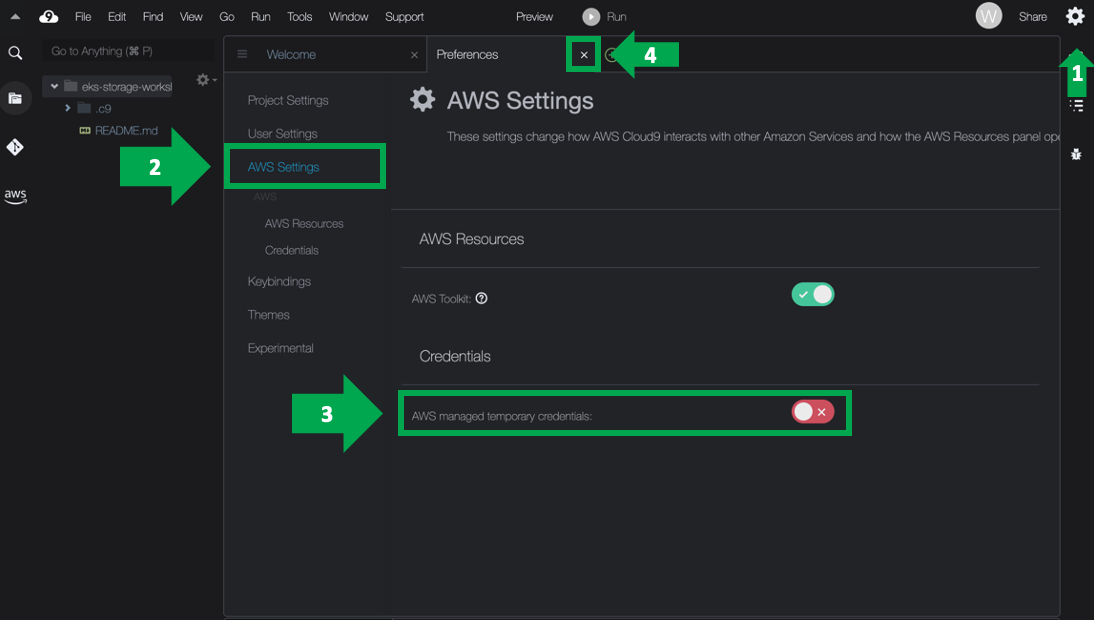 9 File Edit Find View Go Run Tools Window Support Preview Run W Share
Go to Anything (⌘ P)
Welcome
Preferences
4
1
eks-storage-works
.c9
README.md
aws
2
Project Settings
User Settings
AWS Settings
AWS
AWS Resources
Credentials
Keybindings
Themes
Experimental
AWS Settings
These settings change how AWS Cloud9 interacts with other Amazon Services and how the AWS Resources panel ope
AWS Resources
AWS Toolkit: ?
Credentials
3
AWS managed temporary credentials: